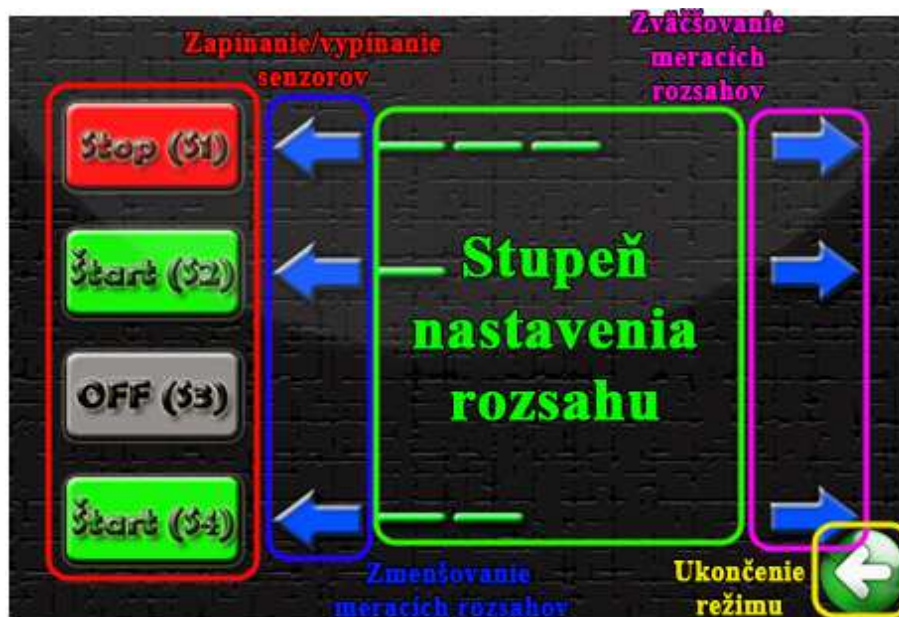 Zapínanie/vypínanie
senzorov
Zväčšovanie
meracích
rozsahov
Stop (S1)
Štart (S2)
OFF (S3)
Štart (S4)
Stupeň
nastavenia
rozsahu
Zmenšovanie
meracích rozsahov
Ukončenie
režimu